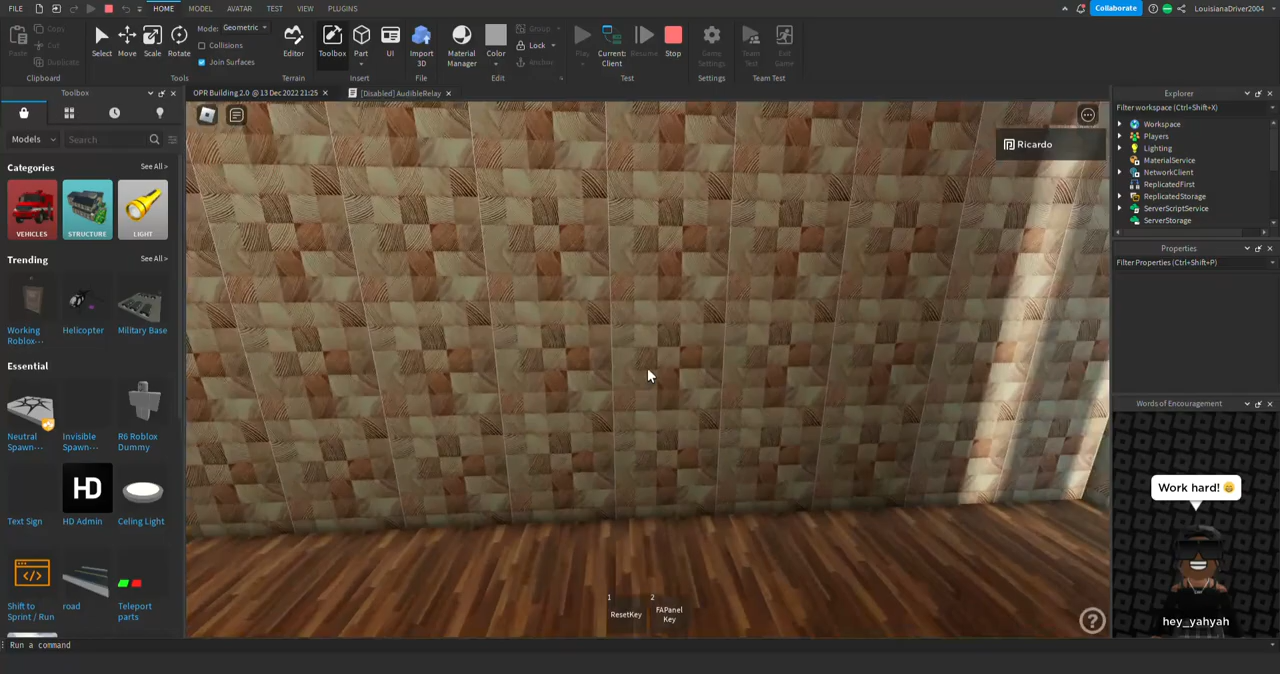 FILE HOME MODEL AVATAR TEST VIEW PLUGINS Collaborate LouisianaDriver2004
Paste Copy Cut Duplicate
Clipboard
Select Move Scale Rotate
Mode: Geometric
Collisions
Join Surfaces
Tools
Editor
Terrain
Toolbox Part UI
Insert
Import 3D
File
Material Manager
Color
Group
Lock
Anchor
Edit
Play Current: Client Resume Stop
Test
Game Settings
Settings
Team Test
Exit Game
Team Test
Toolbox
OPR Building 2.0 @ 13 Dec 2022 21:25
[Disabled] AudibleRelay
Models Search
Categories See All >
VEHICLES STRUCTURE LIGHT
Trending See All >
Working Roblox-···
Helicopter
Military Base
Essential
Neutral Spawn···
Invisible Spawn-···
R6 Roblox Dummy
HD
Text Sign
HD Admin
Celing Light
Shift to Sprint / Run
road
Teleport parts
Ricardo
1
ResetKey
2
FAPanel Key
?
Explorer
Filter workspace (Ctrl+Shift+X)
Workspace
Players
Lighting
MaterialService
NetworkClient
ReplicatedFirst
ReplicatedStorage
ServerScriptService
ServerStorage
Properties
Filter Properties (Ctrl+Shift+P)
Words of Encouragement
Work hard! 😄
hey_yahyah
Run a command